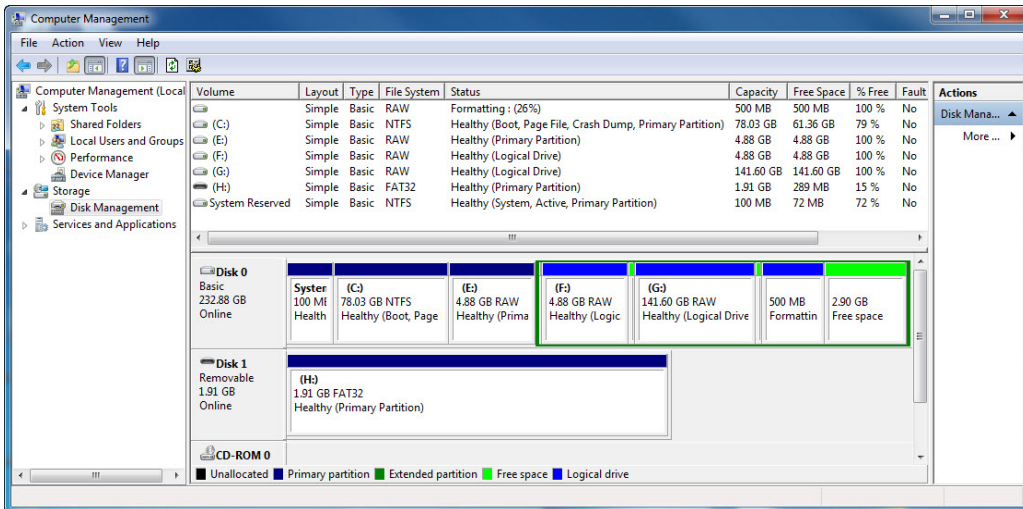 Computer Management
File Action View Help
Computer Management (Local
System Tools
Shared Folders
Local Users and Groups
Performance
Device Manager
Storage
Disk Management
Services and Applications
Volume Layout Type File System Status Capacity Free Space % Free Fault
Simple Basic RAW Formatting : (26%) 500 MB 500 MB 100 % No
(C:) Simple Basic NTFS Healthy (Boot, Page File, Crash Dump, Primary Partition) 78.03 GB 61.36 GB 79 % No
(E:) Simple Basic RAW Healthy (Primary Partition) 4.88 GB 4.88 GB 100 % No
(F:) Simple Basic RAW Healthy (Logical Drive) 4.88 GB 4.88 GB 100 % No
(G:) Simple Basic RAW Healthy (Logical Drive) 141.60 GB 141.60 GB 100 % No
(H:) Simple Basic FAT32 Healthy (Primary Partition) 1.91 GB 289 MB 15 % No
System Reserved Simple Basic NTFS Healthy (System, Active, Primary Partition) 100 MB 72 MB 72 % No
Actions
Disk Mana...
More ...
Disk 0
Basic
232.88 GB
Online
System
100 MB
Health
(C:)
78.03 GB NTFS
Healthy (Boot, Page
(E:)
4.88 GB RAW
Healthy (Prima
(F:)
4.88 GB RAW
Healthy (Logic
(G:)
141.60 GB RAW
Healthy (Logical Drive
500 MB
Formattin
2.90 GB
Free space
Disk 1
Removable
1.91 GB
Online
(H:)
1.91 GB FAT32
Healthy (Primary Partition)
CD-ROM 0
Unallocated Primary partition Extended partition Free space Logical drive